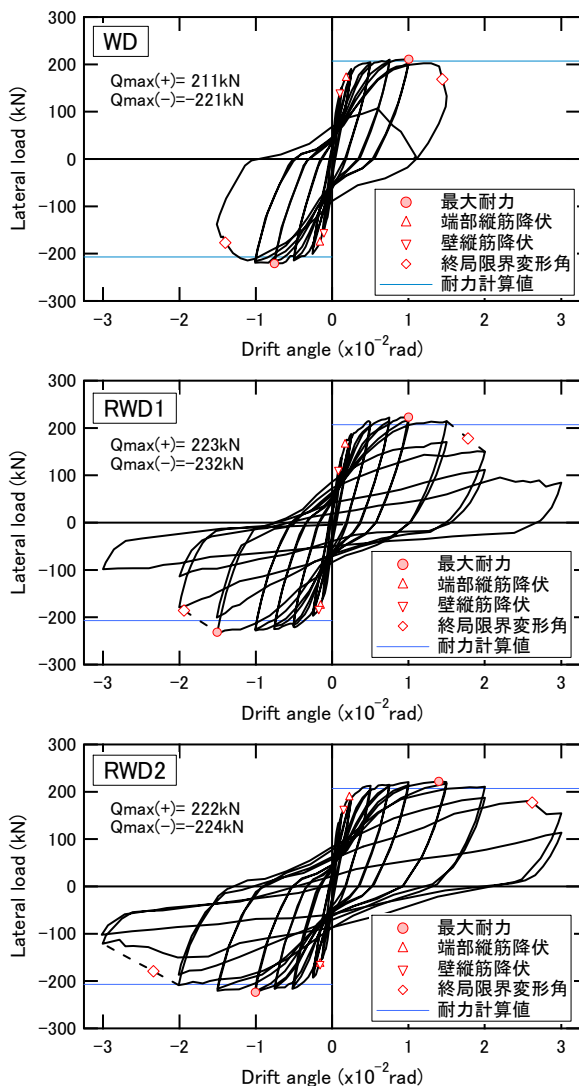 WD
Qmax(+)= 211kN
Qmax(-)=-221kN
Lateral load (kN)
300
200
100
0
-100
-200
-300
最大耐力
端部縦筋降伏
壁縦筋降伏
終局限界変形角
耐力計算値
-3 -2 -1 0 1 2 3
Drift angle (x10-2rad)
RWD1
Qmax(+)= 223kN
Qmax(-)=-232kN
Lateral load (kN)
300
200
100
0
-100
-200
-300
最大耐力
端部縦筋降伏
壁縦筋降伏
終局限界変形角
耐力計算値
-3 -2 -1 0 1 2 3
Drift angle (x10-2rad)
RWD2
Qmax(+)= 222kN
Qmax(-)=-224kN
Lateral load (kN)
300
200
100
0
-100
-200
-300
最大耐力
端部縦筋降伏
壁縦筋降伏
終局限界変形角
耐力計算値
-3 -2 -1 0 1 2 3
Drift angle (x10-2rad)